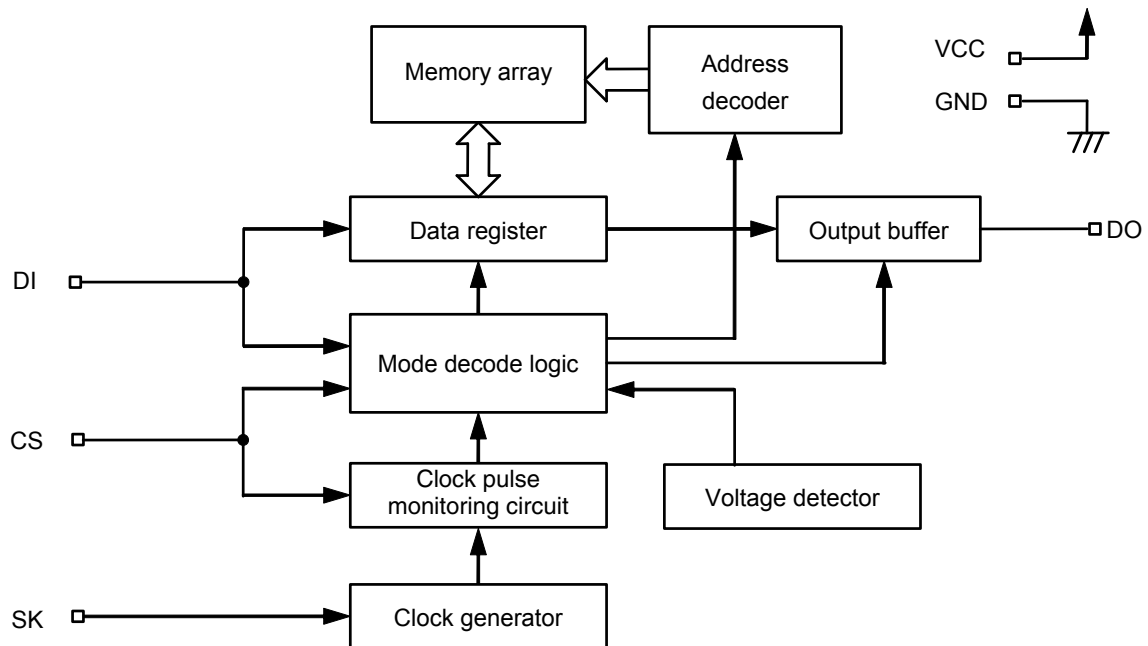 Memory array
Address
decoder
VCC
GND
Data register
Output buffer
DO
DI
Mode decode logic
CS
Clock pulse
monitoring circuit
Voltage detector
SK
Clock generator